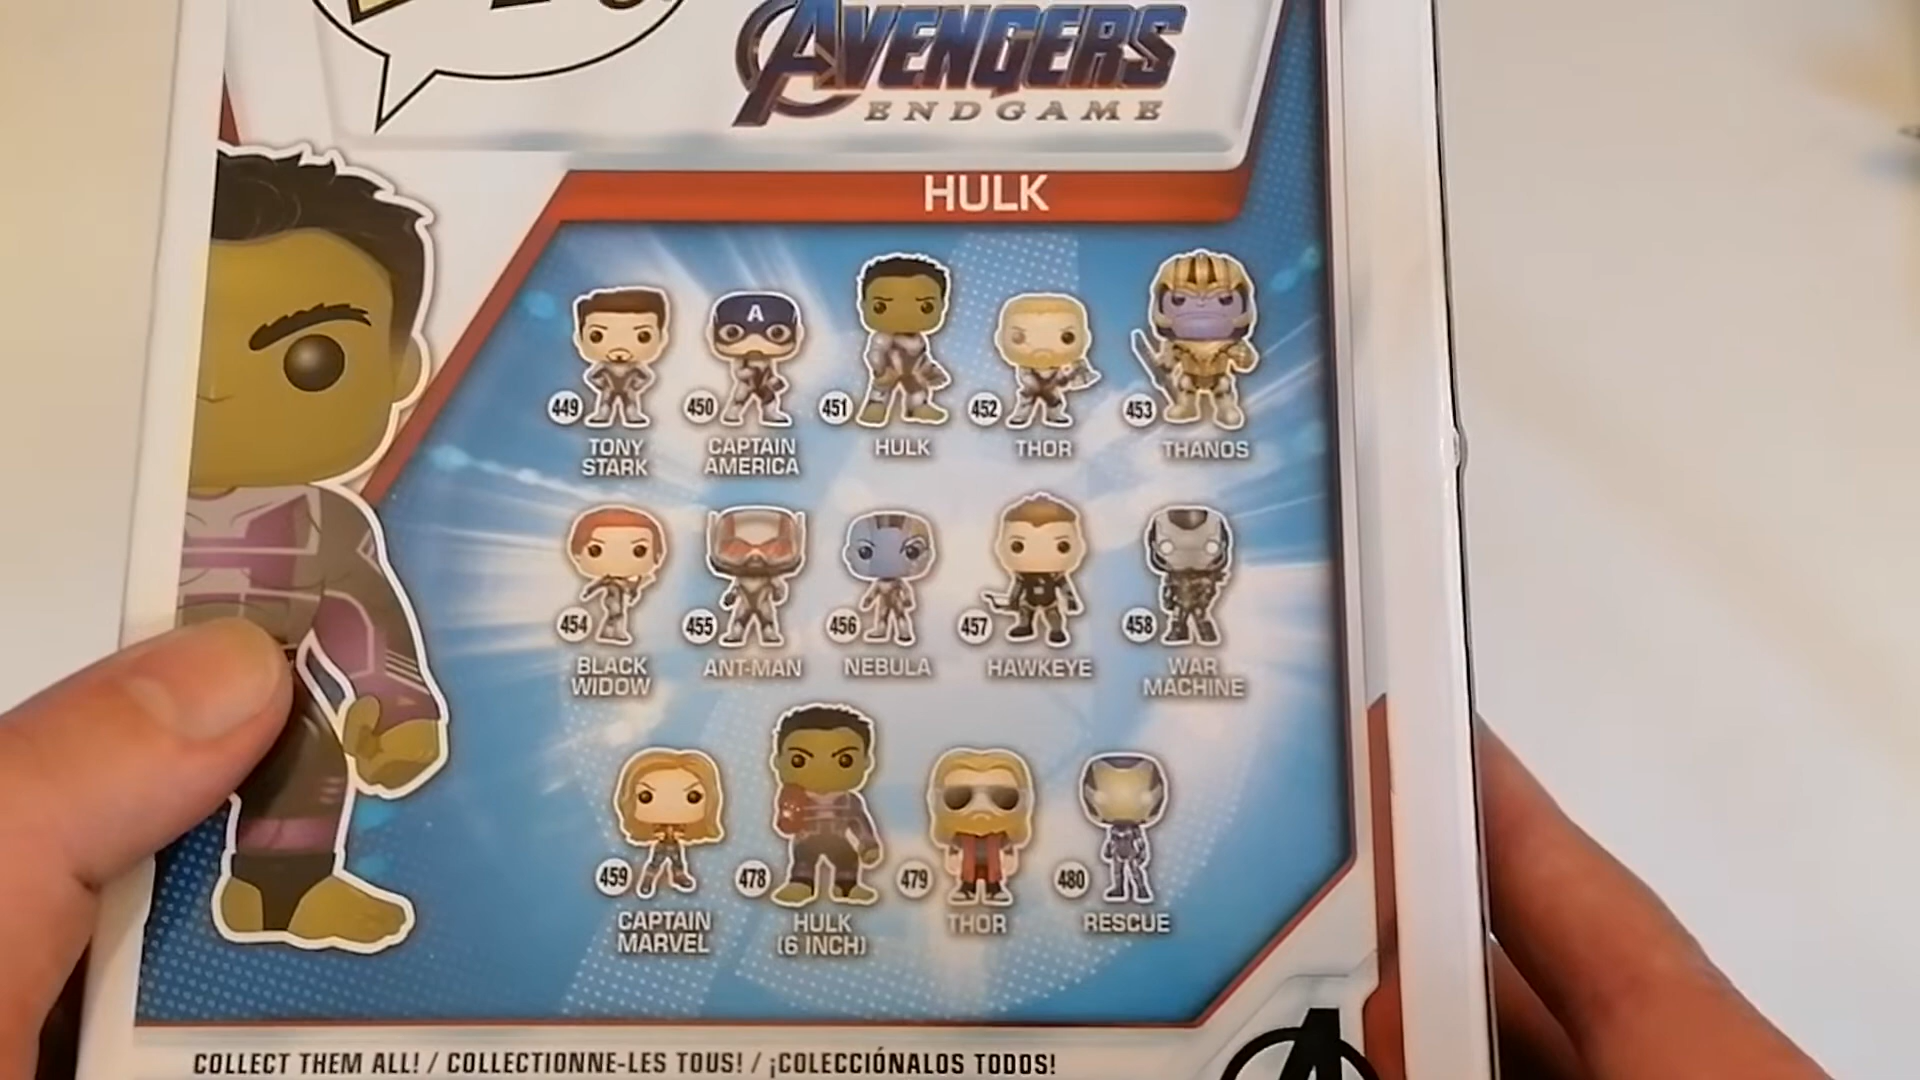 AVENGERS
ENDGAME
HULK
A
449
450
451
452
453
TONY
STARK
CAPTAIN
AMERICA
HULK
THOR
THANOS
454
455
456
457
458
BLACK
WIDOW
ANT-MAN
NEBULA
HAWKEYE
WAR
MACHINE
459
478
479
480
CAPTAIN
MARVEL
HULK
(6 INCH)
THOR
RESCUE
COLLECT THEM ALL! / COLLECTIONNE-LES TOUS! / ¡COLECCIÓNALOS TODOS!